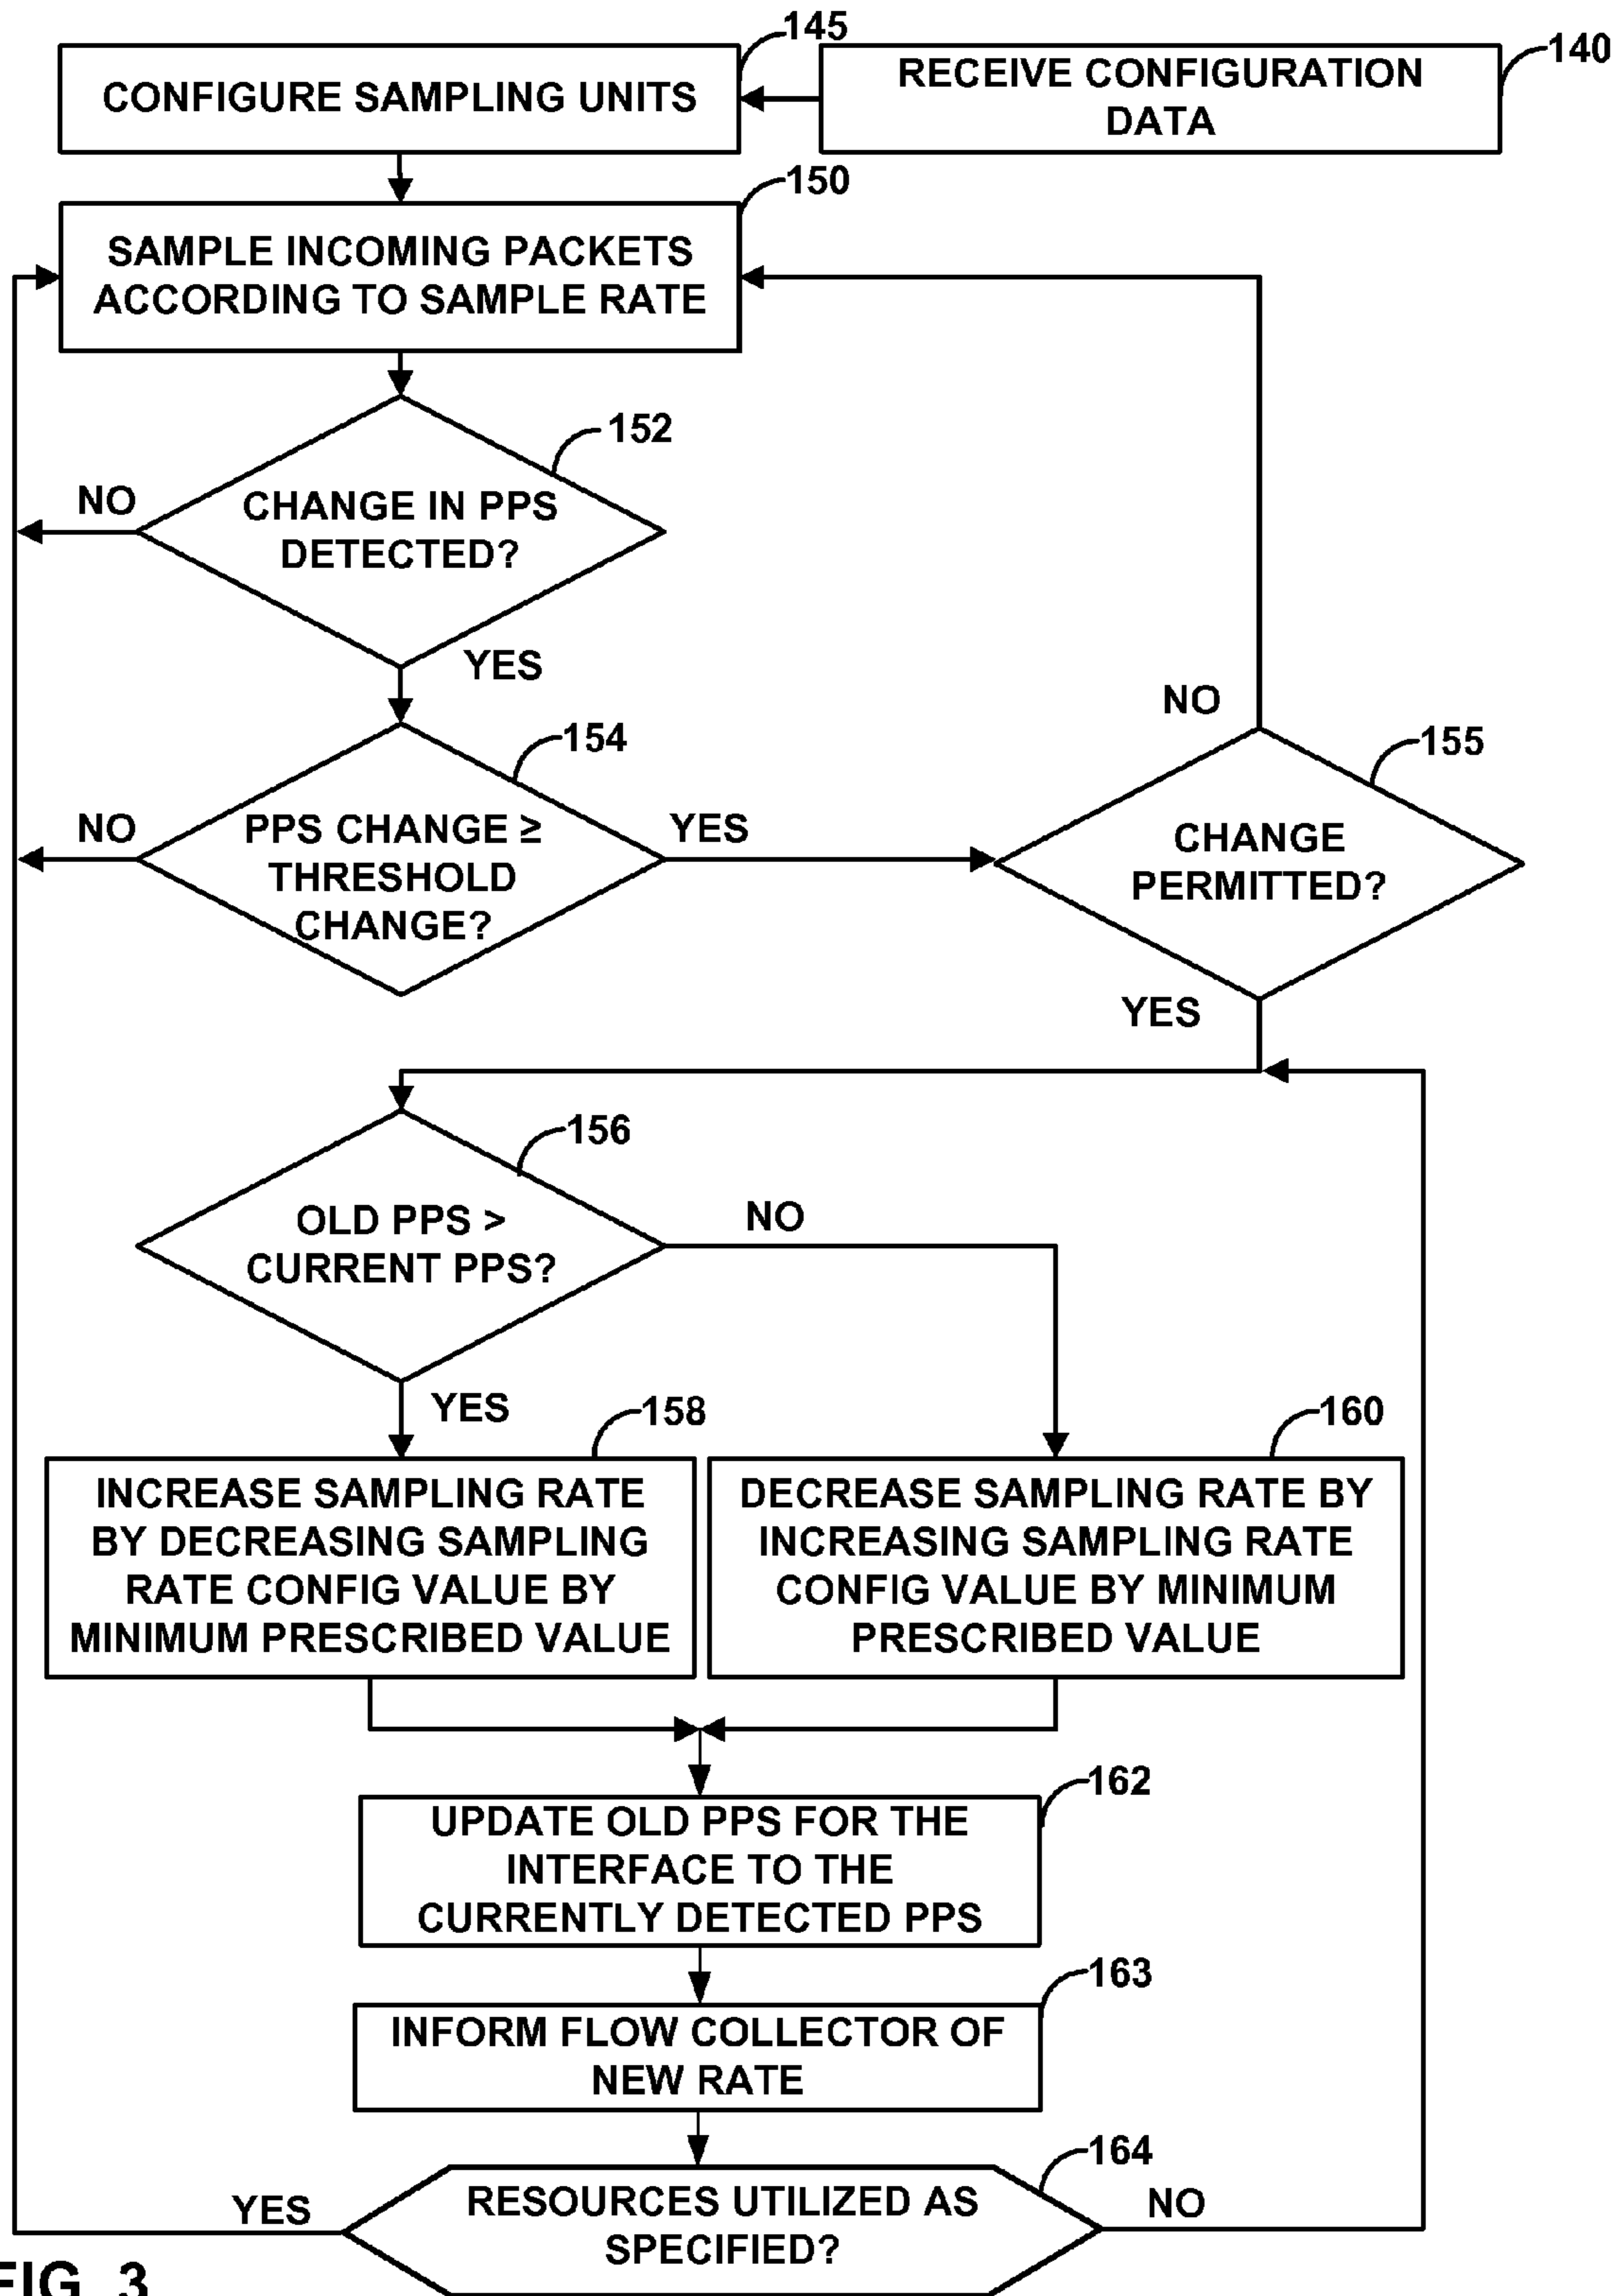 145
140
CONFIGURE SAMPLING UNITS
RECEIVE CONFIGURATION
DATA
150
SAMPLE INCOMING PACKETS
ACCORDING TO SAMPLE RATE
152
NO
CHANGE IN PPS
DETECTED?
YES
154
NO
PPS CHANGE ≥
THRESHOLD
CHANGE?
YES
NO
155
CHANGE
PERMITTED?
YES
156
OLD PPS >
CURRENT PPS?
NO
YES
158
INCREASE SAMPLING RATE
BY DECREASING SAMPLING
RATE CONFIG VALUE BY
MINIMUM PRESCRIBED VALUE
160
DECREASE SAMPLING RATE BY
INCREASING SAMPLING RATE
CONFIG VALUE BY MINIMUM
PRESCRIBED VALUE
162
UPDATE OLD PPS FOR THE
INTERFACE TO THE
CURRENTLY DETECTED PPS
163
INFORM FLOW COLLECTOR OF
NEW RATE
164
YES
RESOURCES UTILIZED AS
SPECIFIED?
NO
FIG. 3